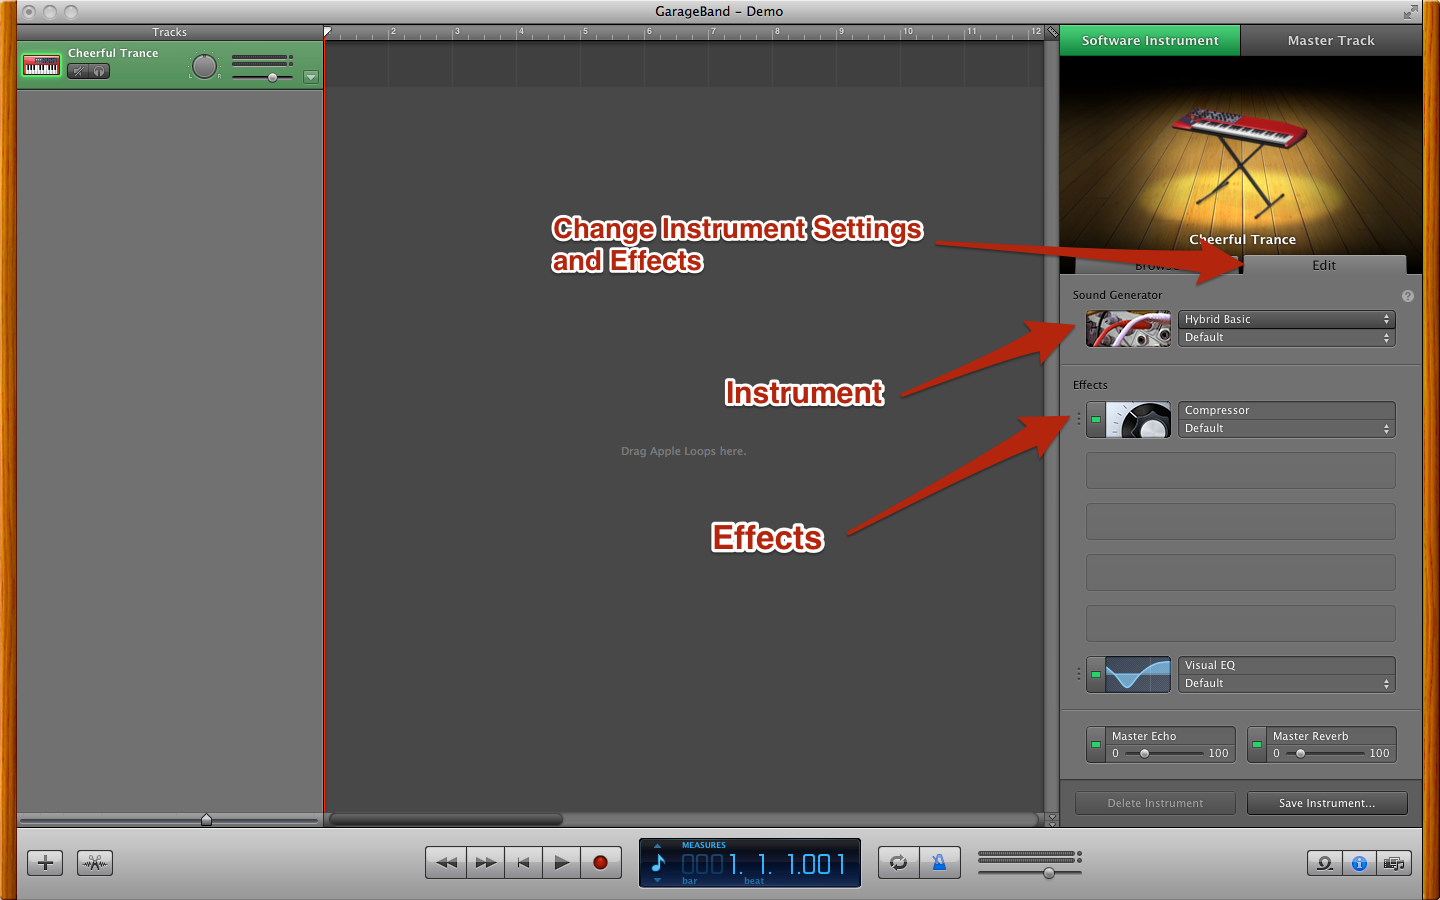 GarageBand – Demo
Tracks
Cheerful Trance
L R
2 3 4 5 6 7 8 9 10 11 12
Software Instrument
Master Track
Cheerful Trance
Change Instrument Settings
and Effects
Browse
Edit
Sound Generator
?
Hybrid Basic
Default
Instrument
Effects
Compressor
Default
Drag Apple Loops here.
Effects
Visual EQ
Default
Master Echo
0 100
Master Reverb
0 100
Delete Instrument
Save Instrument...
MEASURES
0001. 1. 1.001
bar
beat